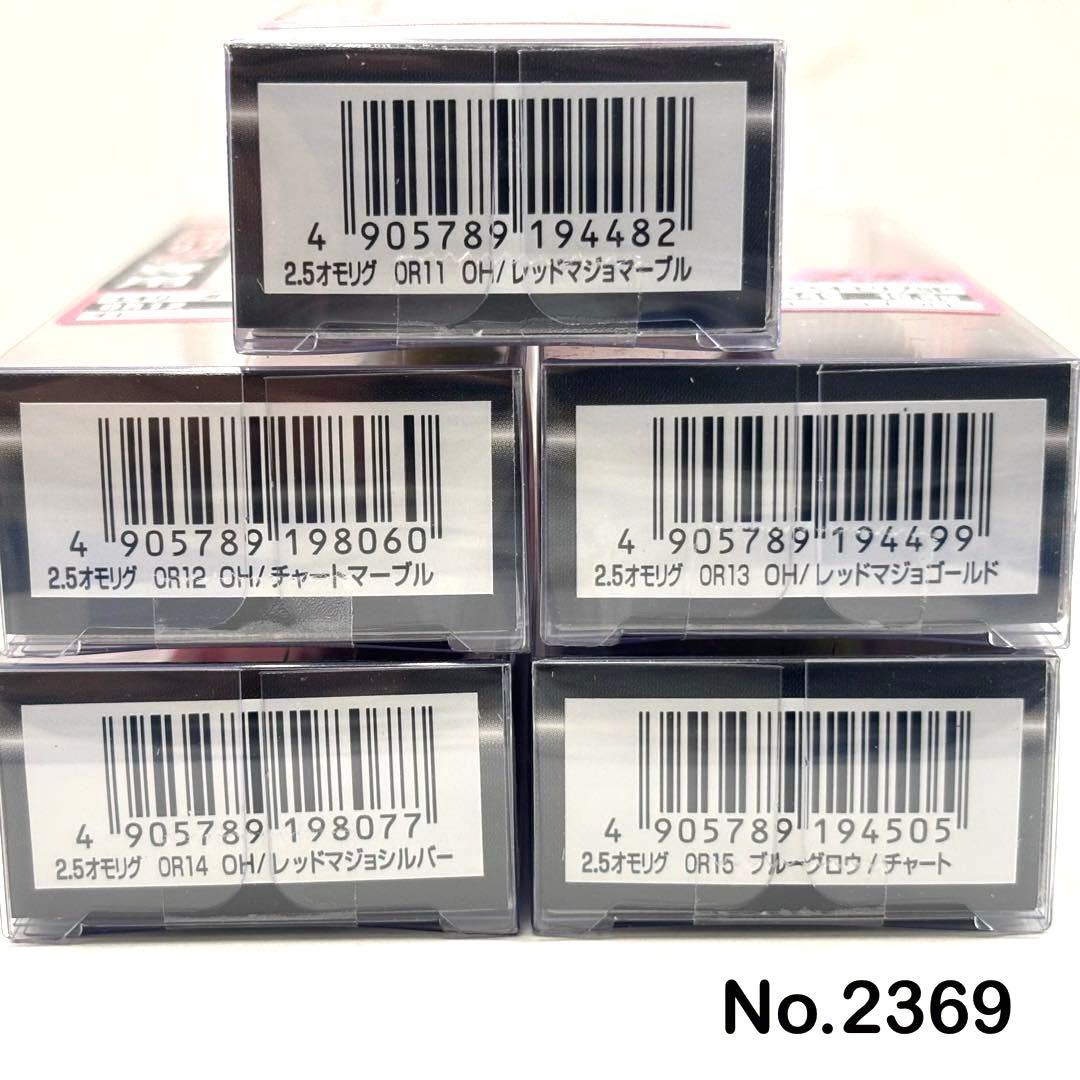 4 905789 194482
2.5オモリグ OR11 OH/レッドマジョマーブル
4 905789 198060
2.5オモリグ OR12 OH/チャートマーブル
4 905789 194499
2.5オモリグ OR13 OH/レッドマジョゴールド
4 905789 198077
2.5オモリグ OR14 OH/レッドマジョシルバー
4 905789 194505
2.5オモリグ OR15 ブルーグロウ/チャート
No.2369